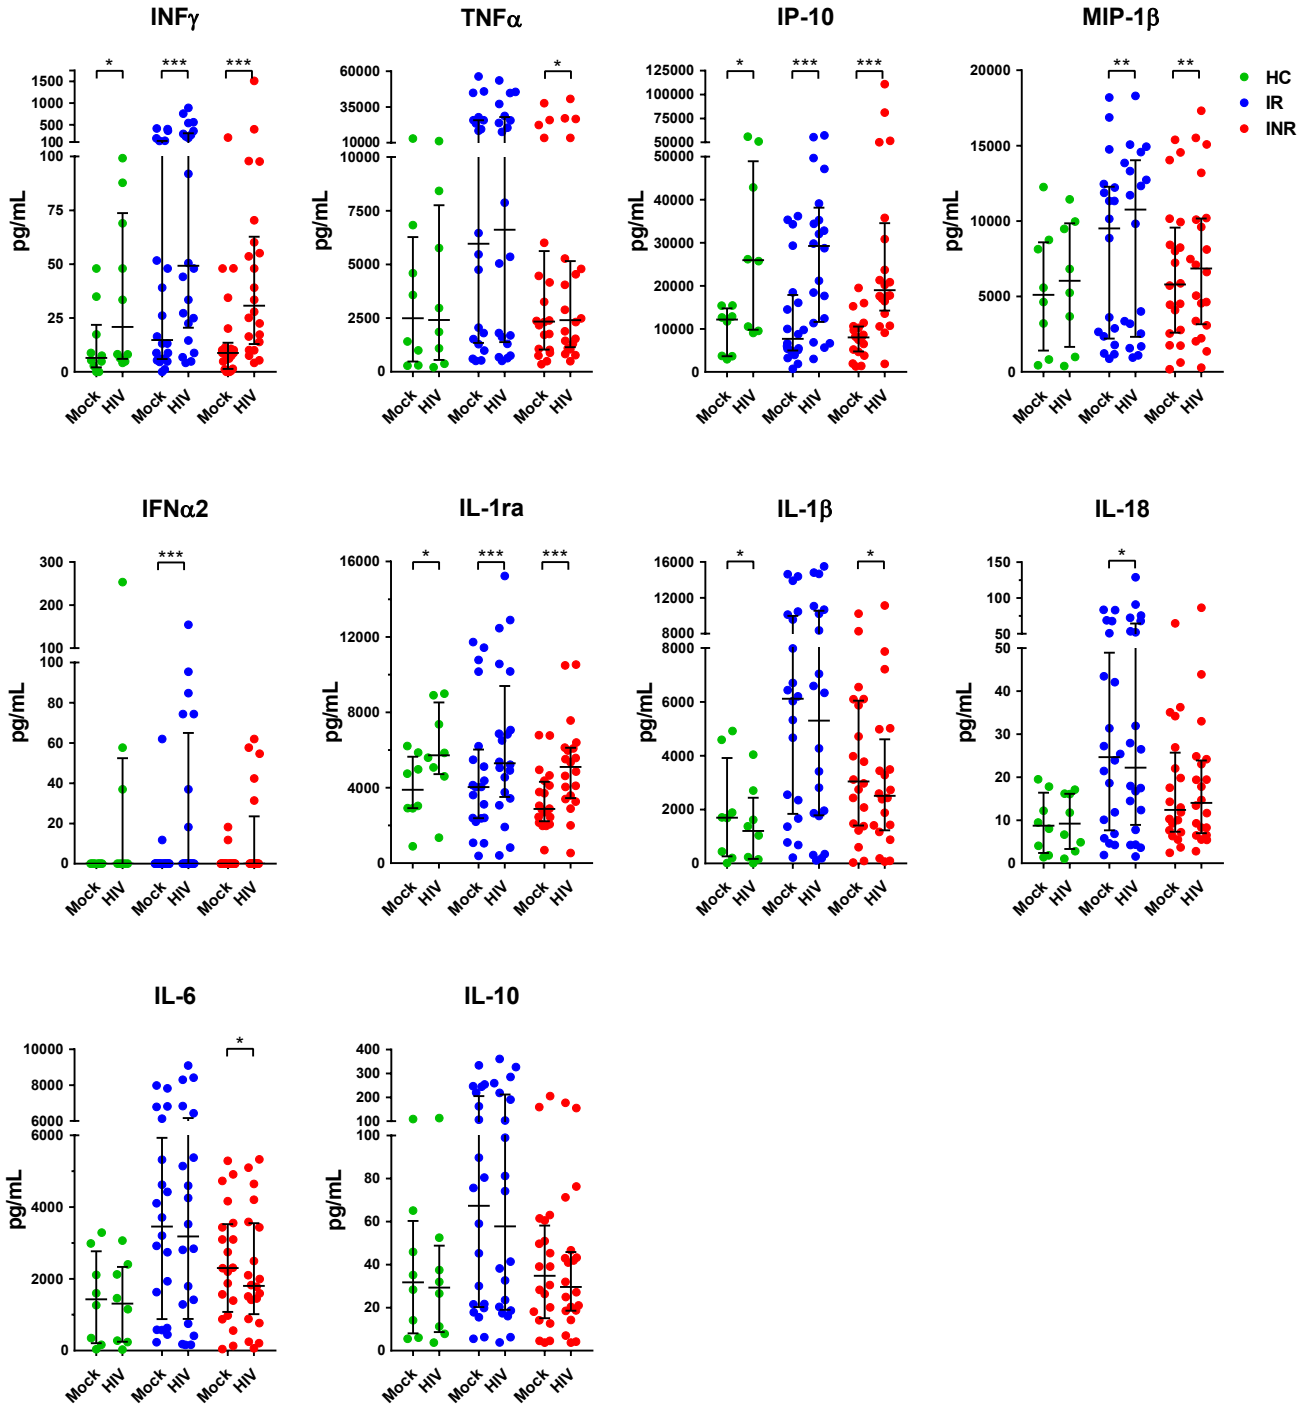 INFγ
TNFα
IP-10
MIP-1β
* *** ***
*
* *** ***
** **
HC
IR
INR
pg/mL
1500
1000
500
100
100
75
50
25
0
Mock HIV Mock HIV Mock HIV
pg/mL
60000
35000
10000
10000
7500
5000
2500
0
Mock HIV Mock HIV Mock HIV
pg/mL
125000
100000
75000
50000
50000
40000
30000
20000
10000
0
Mock HIV Mock HIV Mock HIV
pg/mL
20000
15000
10000
5000
0
Mock HIV Mock HIV Mock HIV
IFNα2
IL-1ra
IL-1β
IL-18
***
* *** ***
* *
*
pg/mL
300
200
100
100
80
60
40
20
0
Mock HIV Mock HIV Mock HIV
pg/mL
16000
12000
8000
4000
0
Mock HIV Mock HIV Mock HIV
pg/mL
16000
14000
12000
10000
8000
8000
6000
4000
2000
0
Mock HIV Mock HIV Mock HIV
pg/mL
150
100
50
50
40
30
20
10
0
Mock HIV Mock HIV Mock HIV
IL-6
IL-10
*
pg/mL
10000
8000
6000
6000
4000
2000
0
Mock HIV Mock HIV Mock HIV
pg/mL
400
300
200
100
100
80
60
40
20
0
Mock HIV Mock HIV Mock HIV